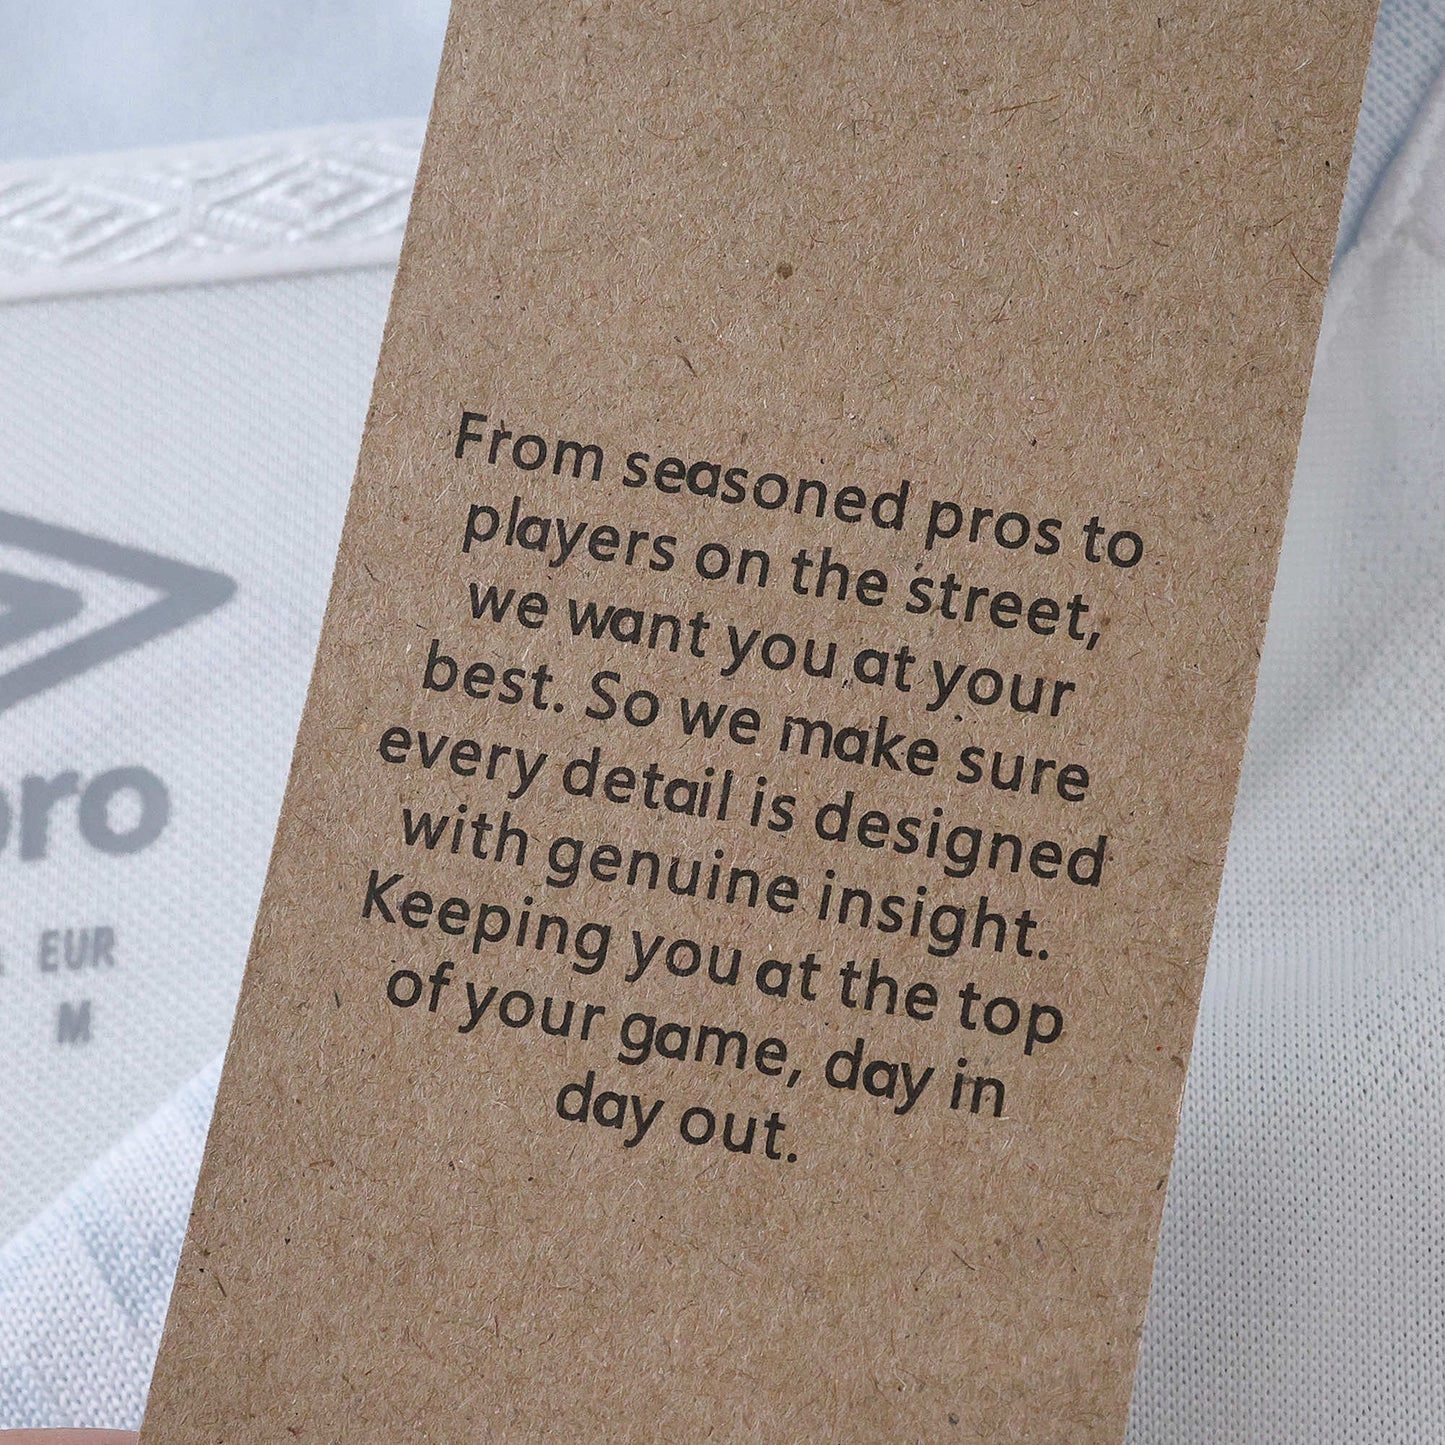 From seasoned pros to
players on the street,
we want you at your
best. So we make sure
every detail is designed
with genuine insight.
Keeping you at the top
of your game, day in
day out.
ro
EUR
M